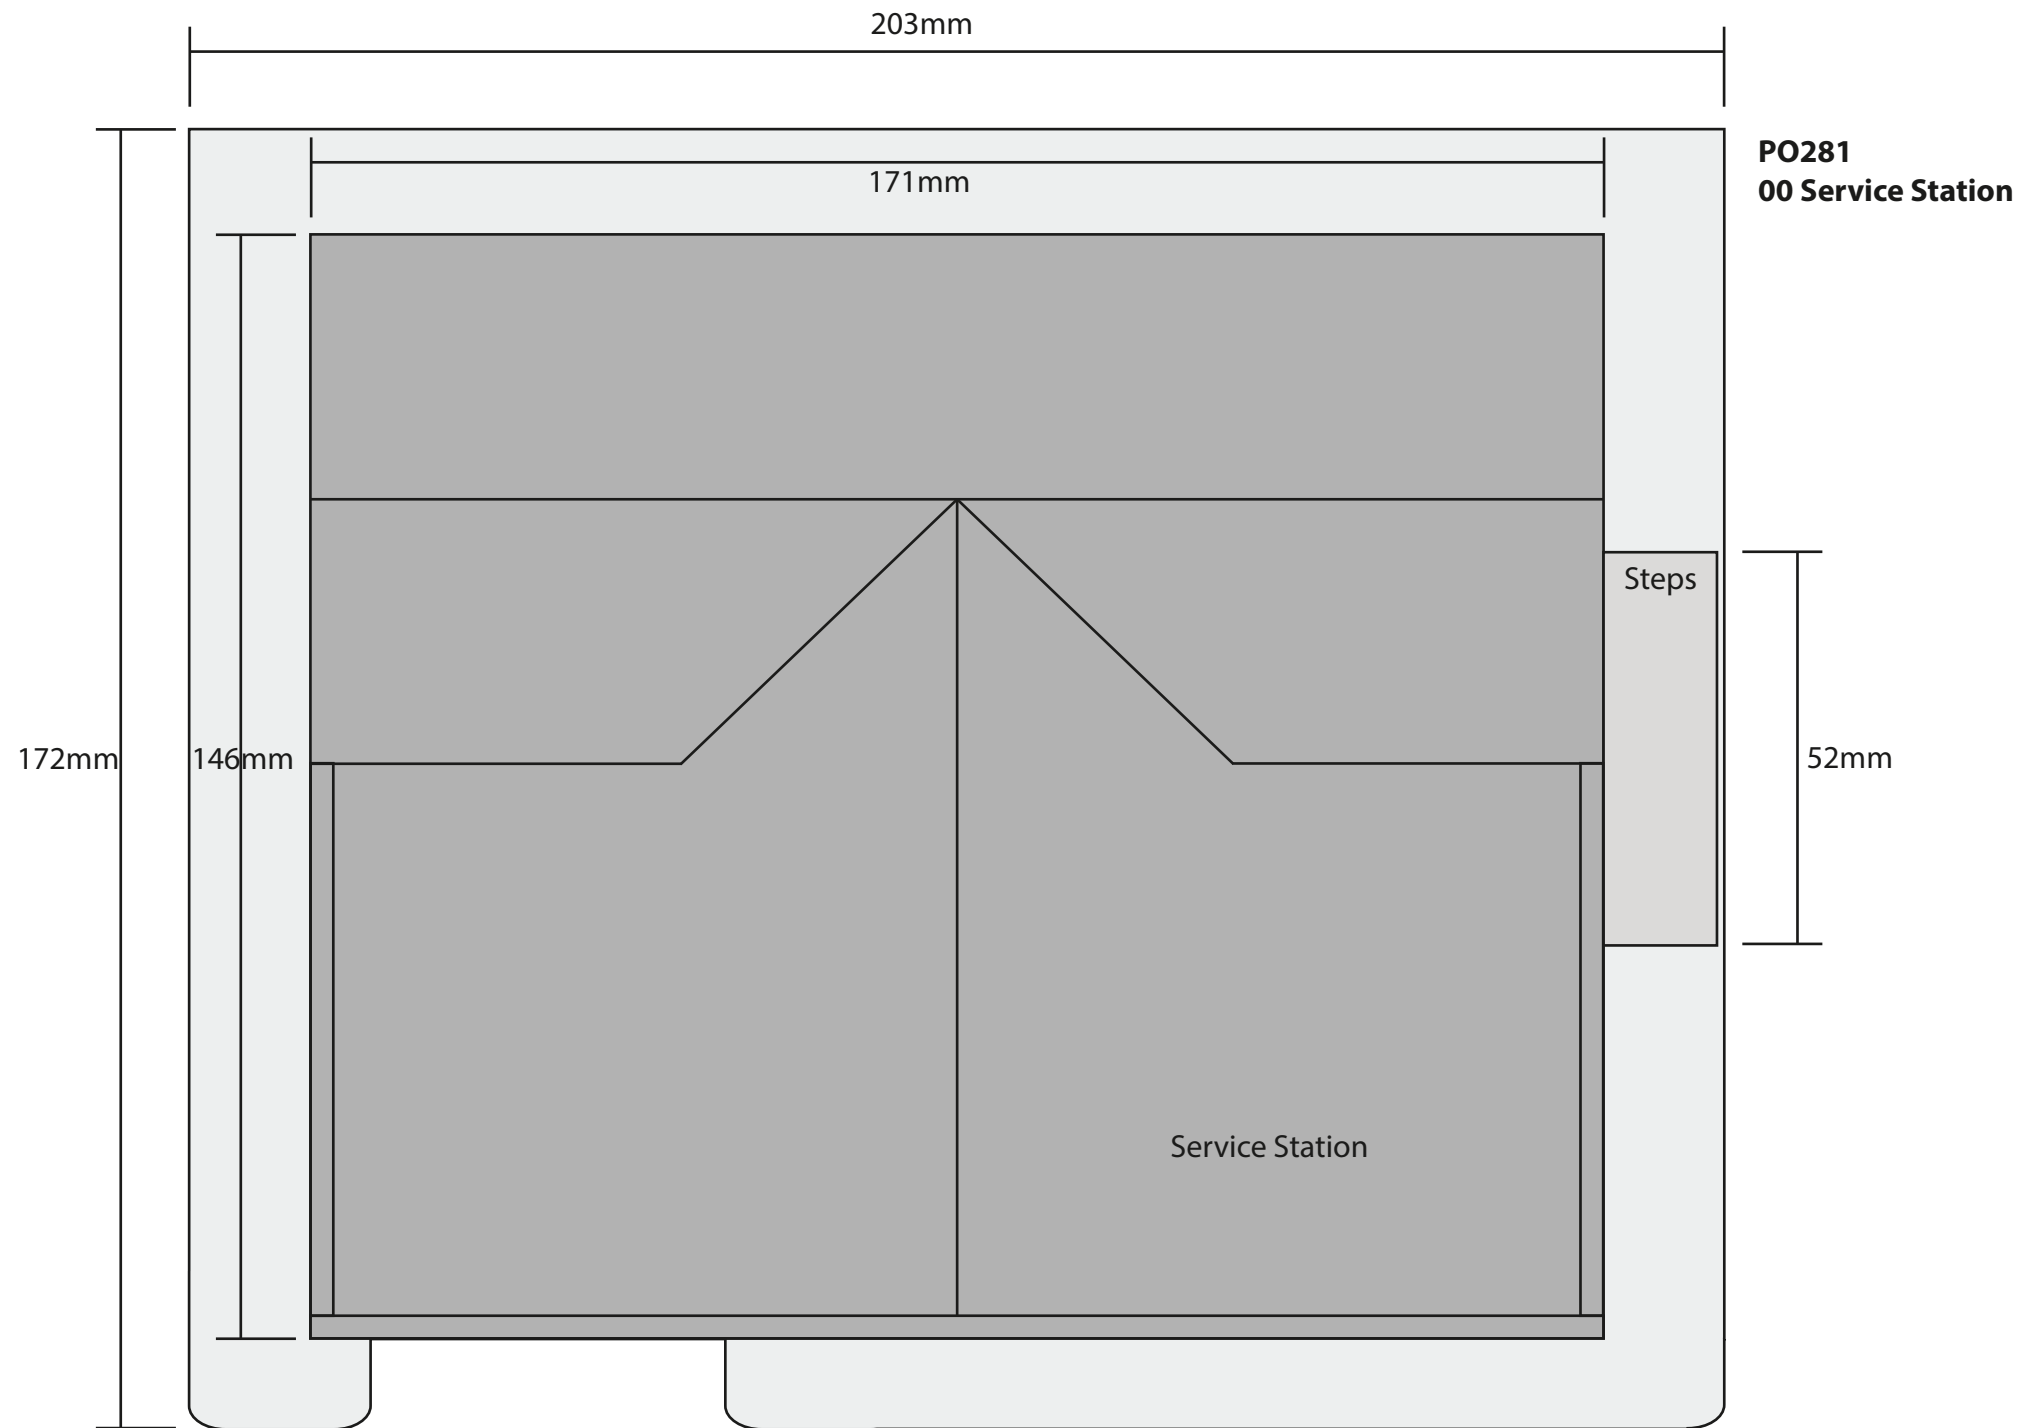 203mm
PO281
00 Service Station
171mm
Steps
172mm
146mm
52mm
Service Station